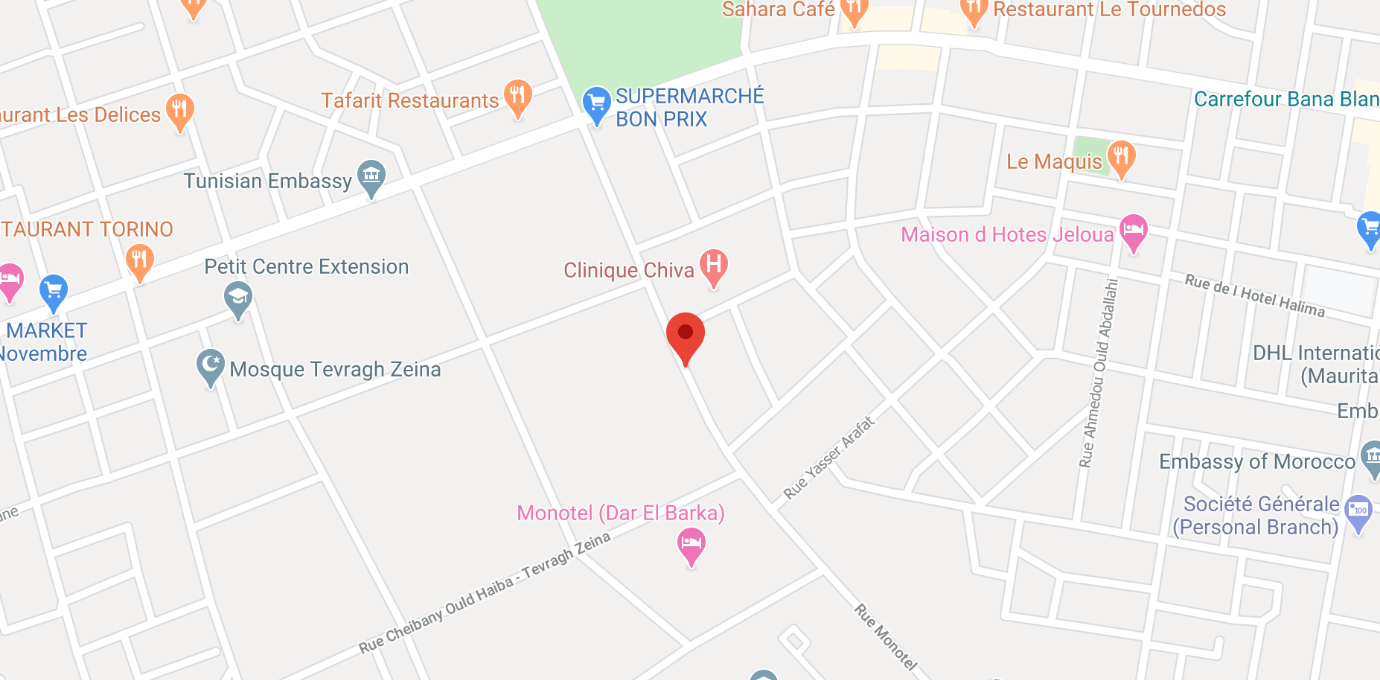 Sahara Café
Restaurant Le Tournedos
Tafarit Restaurants
SUPERMARCHÉ
BON PRIX
Carrefour Bana Blan
urant Les Delices
Le Maquis
Tunisian Embassy
TAURANT TORINO
Maison d Hotes Jeloua
Petit Centre Extension
Clinique Chiva
Rue de l Hotel Halima
MARKET
Novembre
Rue Ahmedou Ould Abdallahi
DHL Internatio
(Maurita
Mosque Tevragh Zeina
Emb
Rue Yasser Arafat
Embassy of Morocco
Société Générale
(Personal Branch)
100
Monotel (Dar El Barka)
ne
Rue Cheibany Ould Haiba - Tevragh Zeina
Rue Monotel